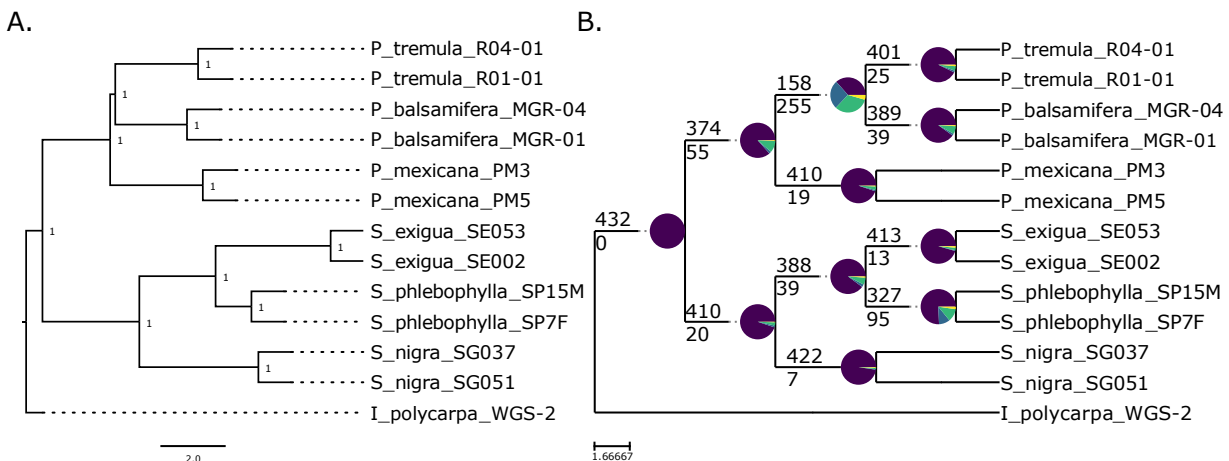 A.
P_tremula_R04-01
1
P_tremula_R01-01
1
P_balsamifera_MGR-04
1
P_balsamifera_MGR-01
1
P_mexicana_PM3
1
P_mexicana_PM5
1
S_exigua_SE053
1
S_exigua_SE002
1
S_phlebophylla_SP15M
1
S_phlebophylla_SP7F
1
S_nigra_SG037
1
S_nigra_SG051
I_polycarpa_WGS-2
2.0
B.
401
25
P_tremula_R04-01
P_tremula_R01-01
158
255
389
39
P_balsamifera_MGR-04
P_balsamifera_MGR-01
374
55
410
19
P_mexicana_PM3
P_mexicana_PM5
432
0
413
13
S_exigua_SE053
S_exigua_SE002
388
39
327
95
S_phlebophylla_SP15M
S_phlebophylla_SP7F
410
20
422
7
S_nigra_SG037
S_nigra_SG051
I_polycarpa_WGS-2
1.66667